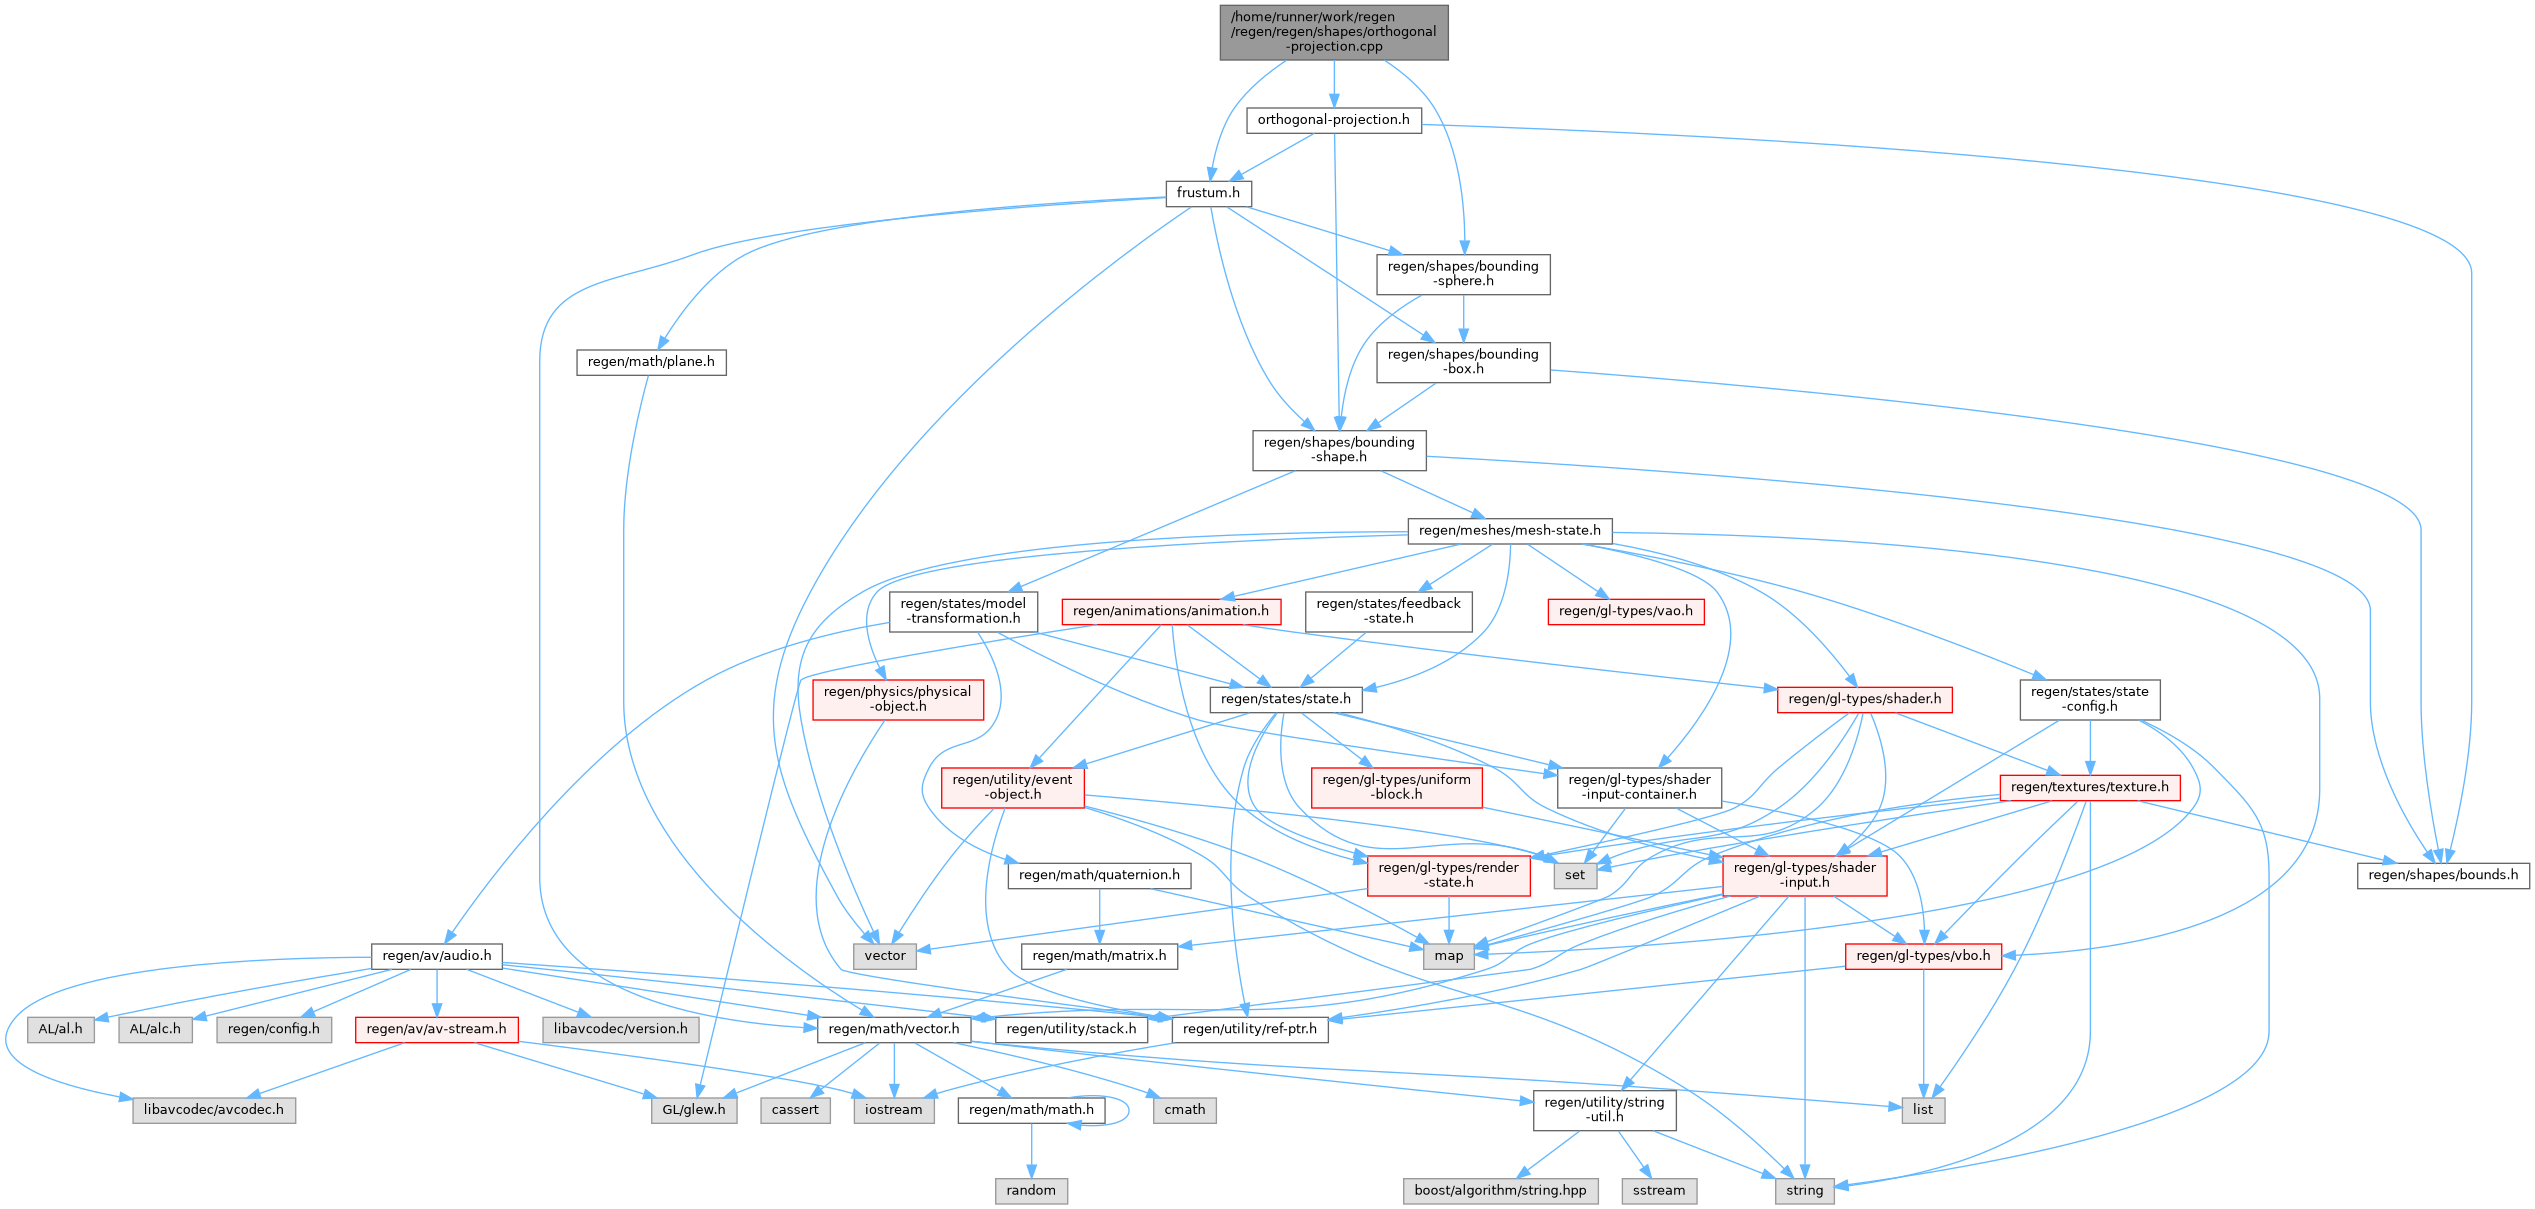 /home/runner/work/regen
/regen/regen/shapes/orthogonal
-projection.cpp
orthogonal-projection.h
frustum.h
regen/shapes/bounding
-sphere.h
regen/math/plane.h
regen/shapes/bounding
-box.h
regen/shapes/bounding
-shape.h
regen/meshes/mesh-state.h
regen/states/model
-transformation.h
regen/animations/animation.h
regen/states/feedback
-state.h
regen/gl-types/vao.h
regen/physics/physical
-object.h
regen/states/state.h
regen/gl-types/shader.h
regen/states/state
-config.h
regen/utility/event
-object.h
regen/gl-types/uniform
-block.h
regen/gl-types/shader
-input-container.h
regen/textures/texture.h
regen/math/quaternion.h
regen/gl-types/render
-state.h
set
regen/gl-types/shader
-input.h
regen/shapes/bounds.h
regen/av/audio.h
vector
regen/math/matrix.h
map
regen/gl-types/vbo.h
AL/al.h
AL/alc.h
regen/config.h
regen/av/av-stream.h
libavcodec/version.h
regen/math/vector.h
regen/utility/stack.h
regen/utility/ref-ptr.h
libavcodec/avcodec.h
GL/glew.h
cassert
iostream
regen/math/math.h
cmath
regen/utility/string
-util.h
list
random
boost/algorithm/string.hpp
sstream
string